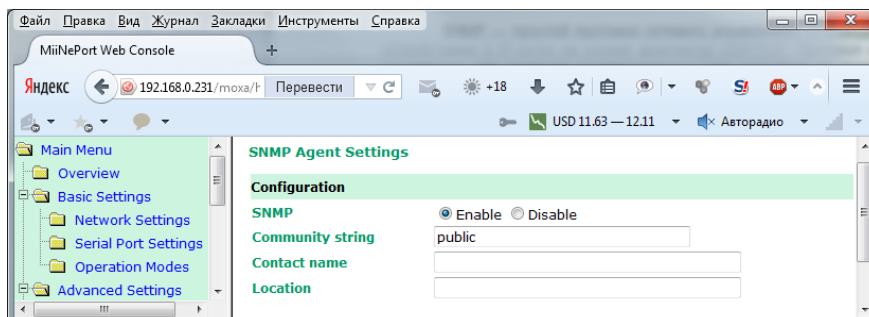 Файл Правка Вид Журнал Закладки Инструменты Справка
MiiNePort Web Console
Яндекс 192.168.0.231/moxa/h Перевести +18 S! ABP
USD 11.63 — 12.11 Авторадио
Main Menu
Overview
Basic Settings
Network Settings
Serial Port Settings
Operation Modes
Advanced Settings
SNMP Agent Settings
Configuration
SNMP Enable Disable
Community string public
Contact name
Location